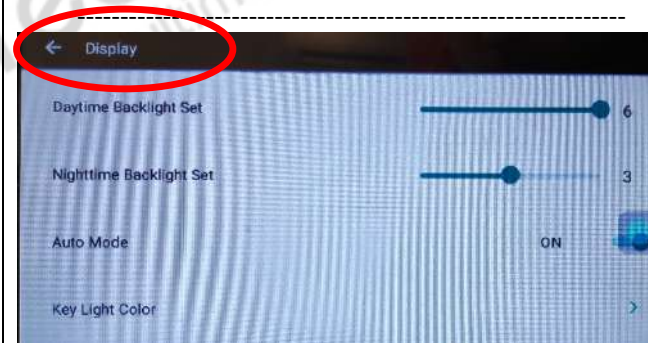 ← Display
Daytime Backlight Set 6
Nighttime Backlight Set 3
Auto Mode ON
Key Light Color >